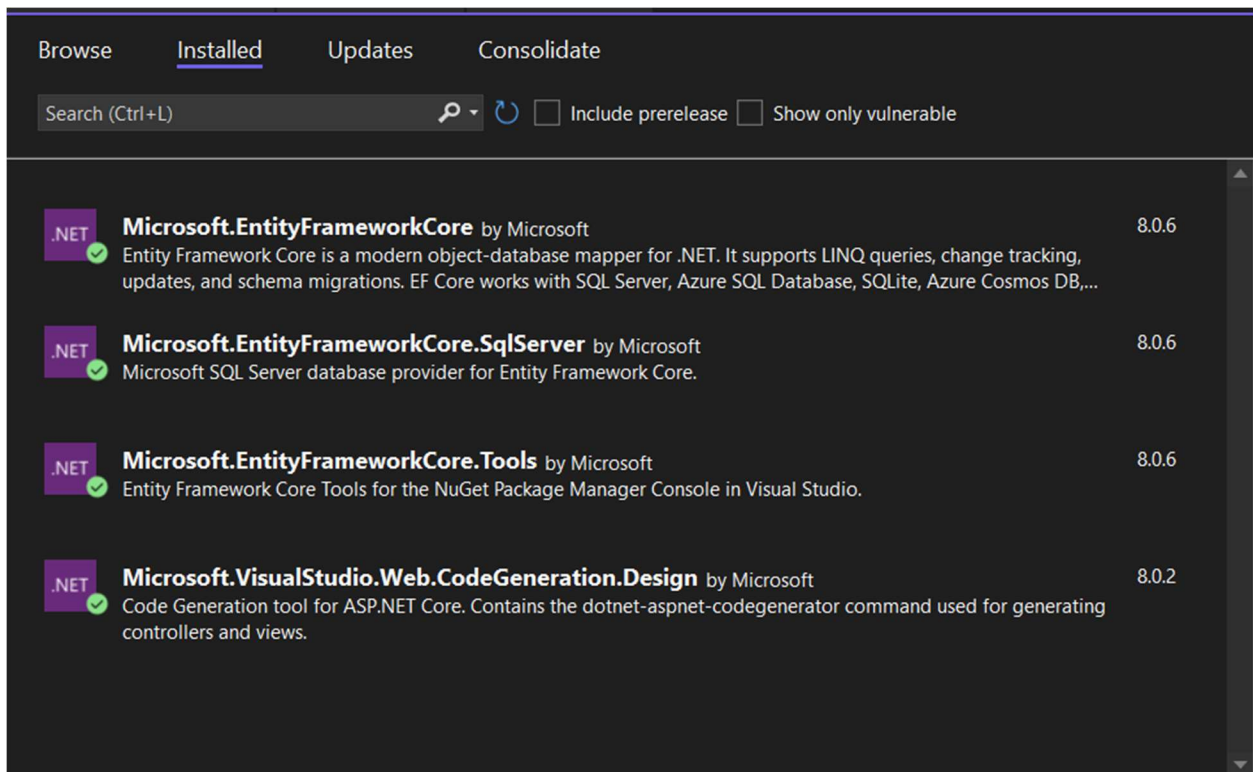 Browse Installed Updates Consolidate
Search (Ctrl+L) Include prerelease Show only vulnerable
.NET Microsoft.EntityFrameworkCore by Microsoft 8.0.6
Entity Framework Core is a modern object-database mapper for .NET. It supports LINQ queries, change tracking,
updates, and schema migrations. EF Core works with SQL Server, Azure SQL Database, SQLite, Azure Cosmos DB,...
.NET Microsoft.EntityFrameworkCore.SqlServer by Microsoft 8.0.6
Microsoft SQL Server database provider for Entity Framework Core.
.NET Microsoft.EntityFrameworkCore.Tools by Microsoft 8.0.6
Entity Framework Core Tools for the NuGet Package Manager Console in Visual Studio.
.NET Microsoft.VisualStudio.Web.CodeGeneration.Design by Microsoft 8.0.2
Code Generation tool for ASP.NET Core. Contains the dotnet-aspnet-codegenerator command used for generating
controllers and views.